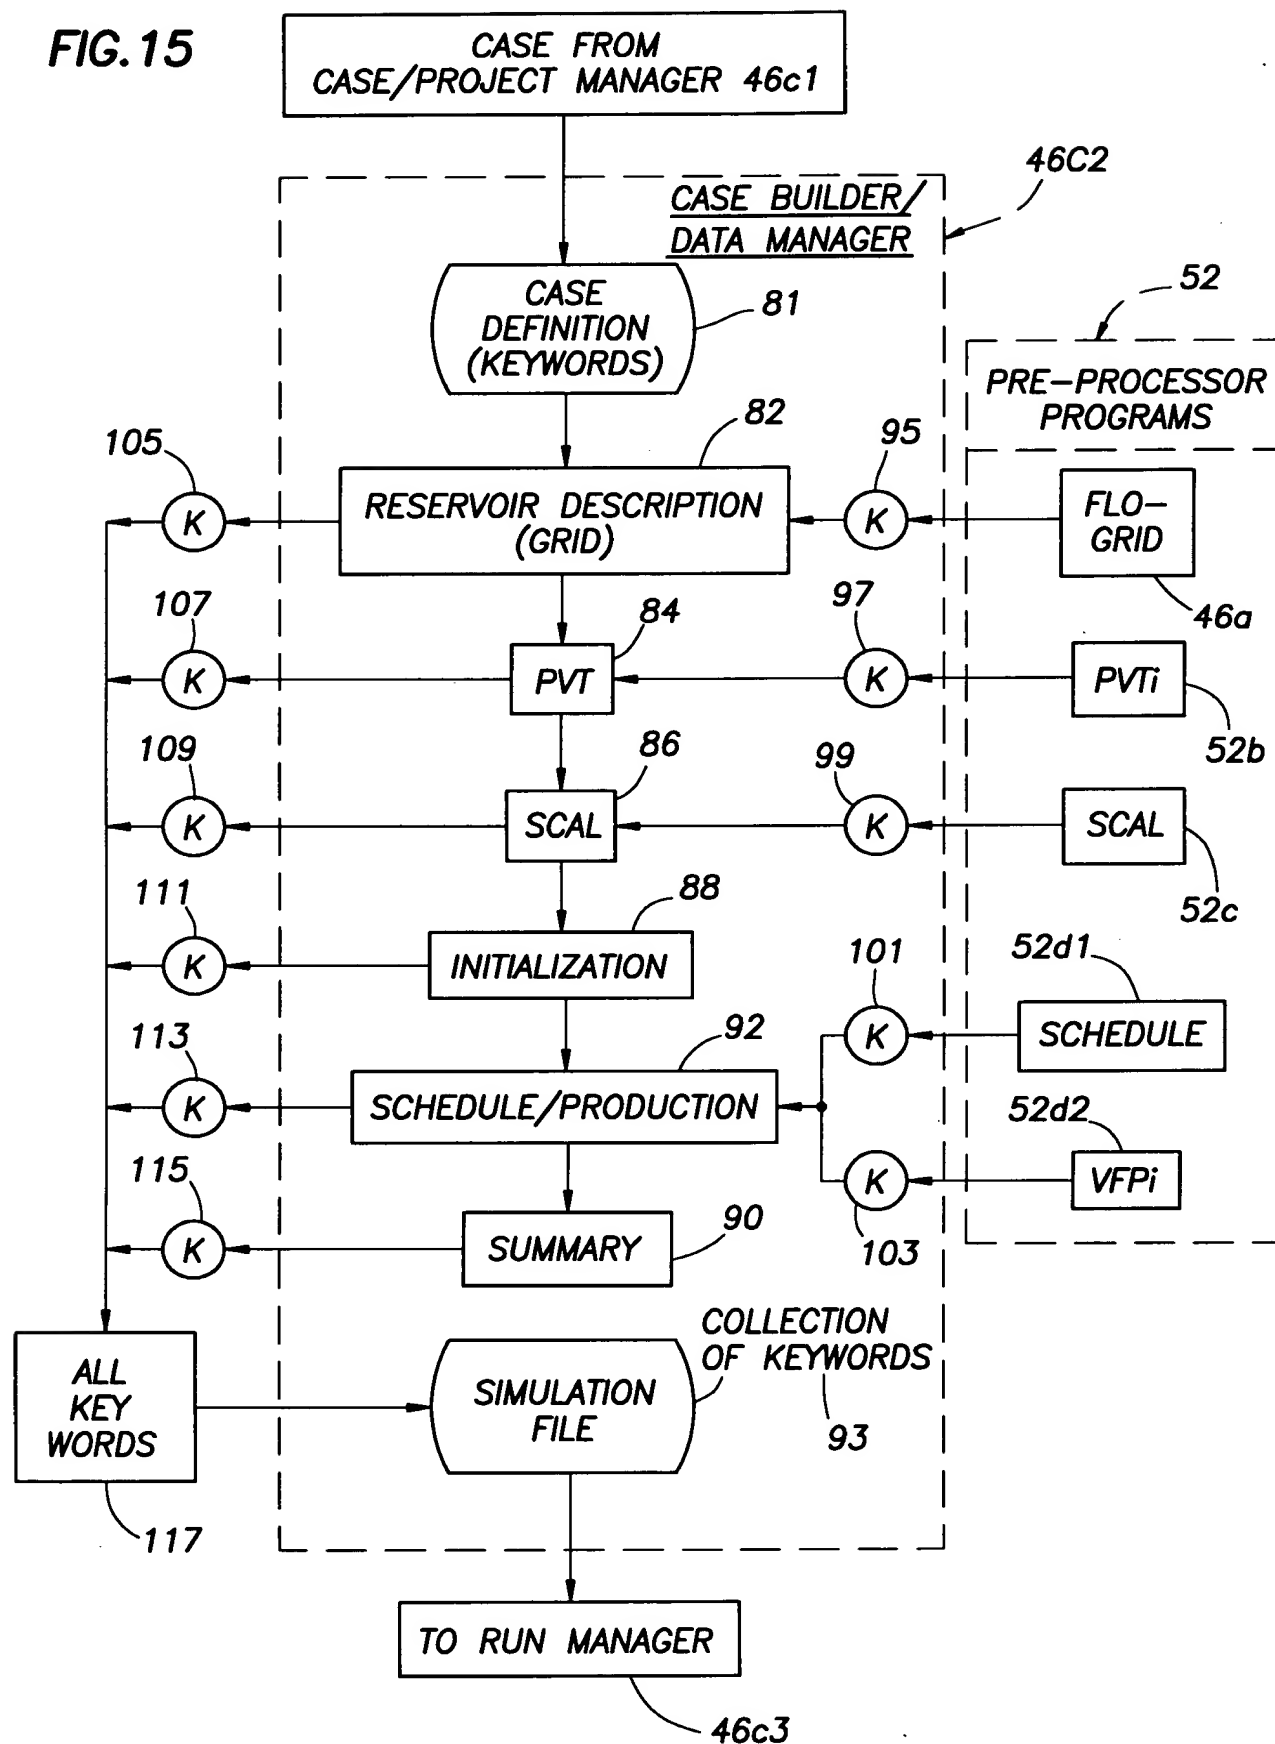 FIG.15
CASE FROM
CASE/PROJECT MANAGER 46c1
46C2
CASE BUILDER/
DATA MANAGER
52
CASE
DEFINITION
(KEYWORDS)
81
PRE-PROCESSOR
PROGRAMS
82
95
105
RESERVOIR DESCRIPTION
(GRID)
K
K
FLO-
GRID
46a
107
84
97
K
PVT
K
PVTi
52b
109
86
99
K
SCAL
K
SCAL
52c
111
88
K
INITIALIZATION
101
52d1
K
SCHEDULE
113
92
K
SCHEDULE/PRODUCTION
52d2
K
VFPi
103
115
90
K
SUMMARY
COLLECTION
OF KEYWORDS
93
ALL
KEY
WORDS
SIMULATION
FILE
117
TO RUN MANAGER
46c3